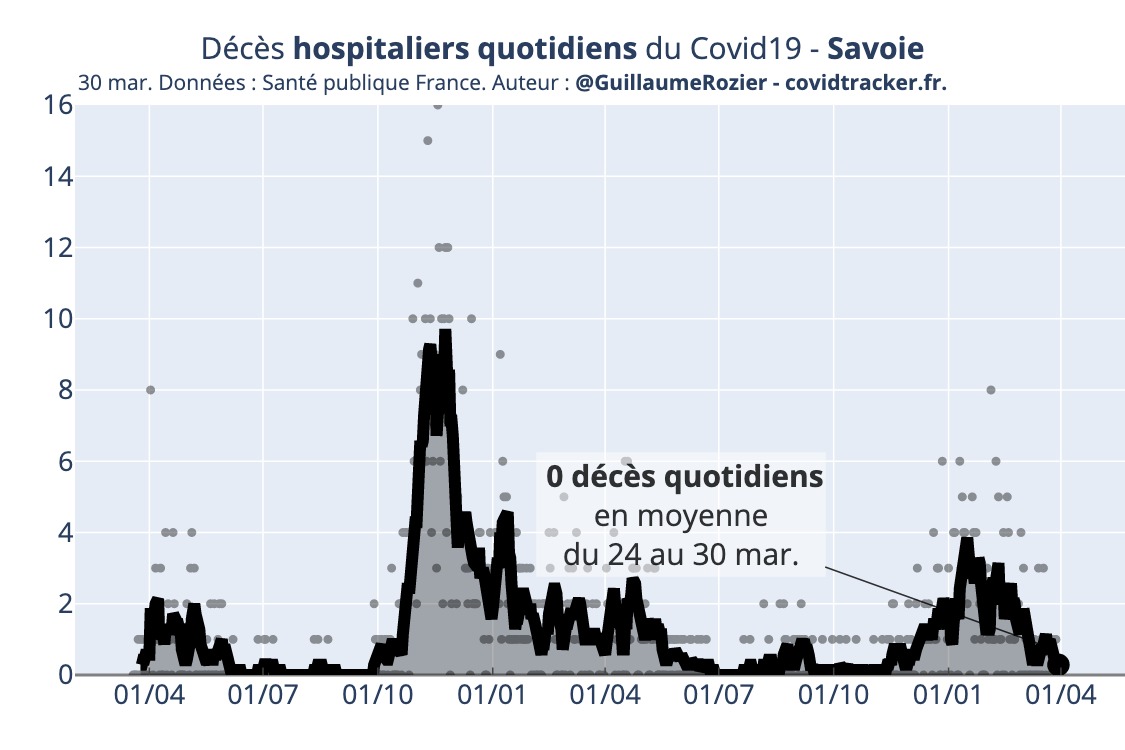 Décès hospitaliers quotidiens du Covid19 - Savoie
30 mar. Données : Santé publique France. Auteur : @GuillaumeRozier - covidtracker.fr.
16
14
12
10
8
6
4
2
0
0 décès quotidiens
en moyenne
du 24 au 30 mar.
01/04 01/07 01/10 01/01 01/04 01/07 01/10 01/01 01/04